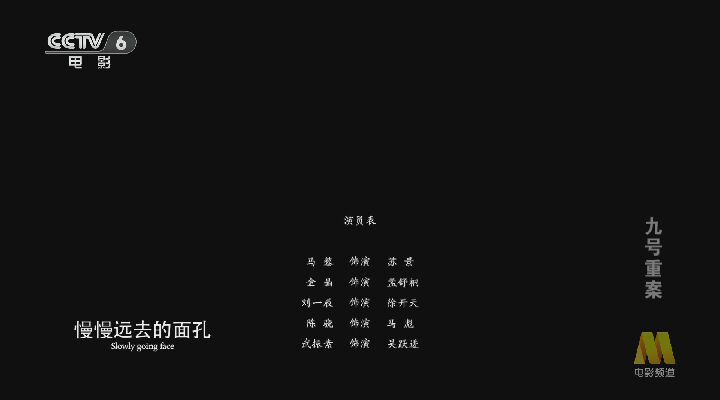 CCTV 6
电影
演员表
马 饰演 苏 景
金 晶 饰演 孟舒桐
刘一辰 饰演 徐开天
陈 晓 饰演 马 彪
武振素 饰演 吴跃进
慢慢远去的面孔
Slowly going face
九号重案
电影频道